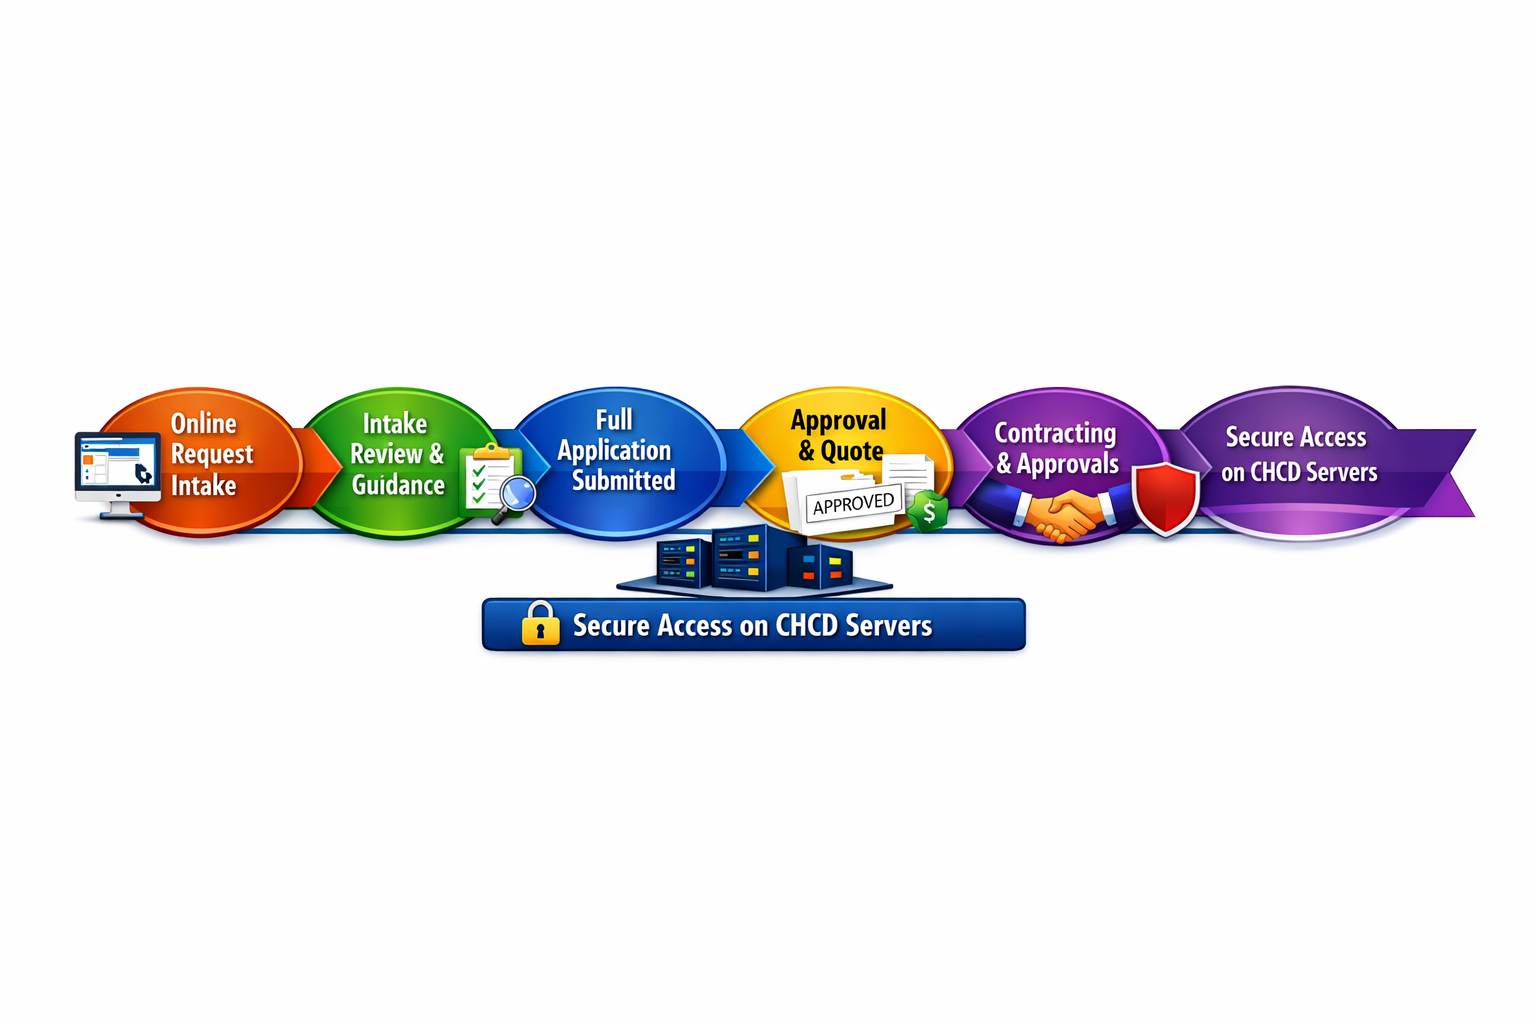 Online
Request
Intake
Intake
Review &
Guidance
Full
Application
Submitted
Approval
& Quote
APPROVED
$
Contracting
& Approvals
Secure Access
on CHCD Servers
Secure Access on CHCD Servers